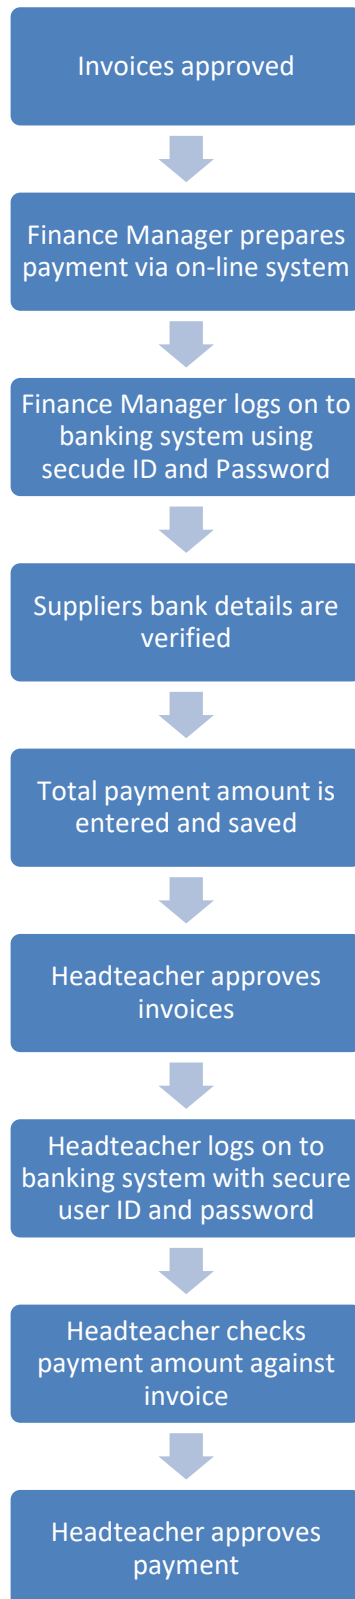 Invoices approved
Finance Manager prepares
payment via on-line system
Finance Manager logs on to
banking system using
secude ID and Password
Suppliers bank details are
verified
Total payment amount is
entered and saved
Headteacher approves
invoices
Headteacher logs on to
banking system with secure
user ID and password
Headteacher checks
payment amount against
invoice
Headteacher approves
payment